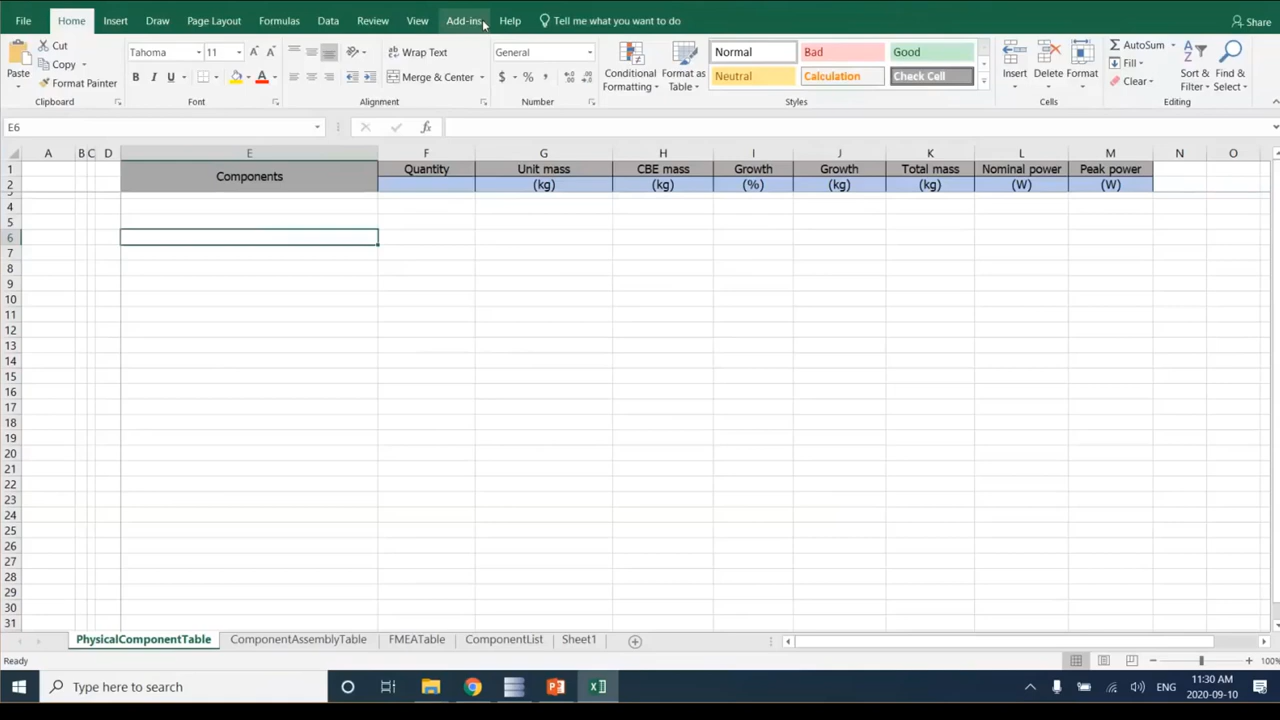 File Home Insert Draw Page Layout Formulas Data Review View Add-ins Help Tell me what you want to do Share
Cut
Copy
Format Painter
Paste
Clipboard
Tahoma 11
B I U
Font
Wrap Text
Merge & Center
Alignment
General
$ % ,
Number
Conditional Formatting
Format as Table
Normal Bad Good
Neutral Calculation Check Cell
Styles
Insert Delete Format
Cells
AutoSum
Fill
Clear
Sort & Filter
Find & Select
Editing
E6 fx
A B C D E F G H I J K L M N O
1 Components Quantity Unit mass CBE mass Growth Growth Total mass Nominal power Peak power
2 (kg) (kg) (%) (kg) (kg) (W) (W)
4
5
6
7
8
9
10
11
12
13
14
15
16
17
18
19
20
21
22
23
24
25
26
27
28
29
30
31
PhysicalComponentTable ComponentAssemblyTable FMEATable ComponentList Sheet1
Ready 100%
Type here to search ENG 11:30 AM
2020-09-10